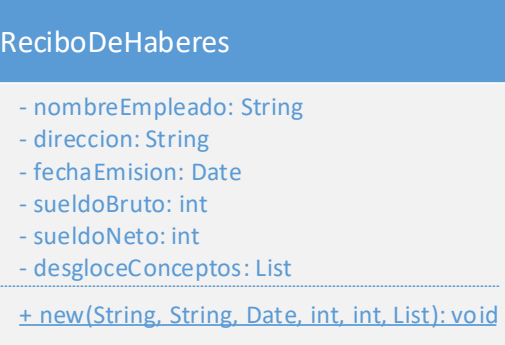 ReciboDeHaberes
- nombreEmpleado: String
- direccion: String
- fechaEmision: Date
- sueldoBruto: int
- sueldoNeto: int
- desgloceConceptos: List
+ new(String, String, Date, int, int, List): void